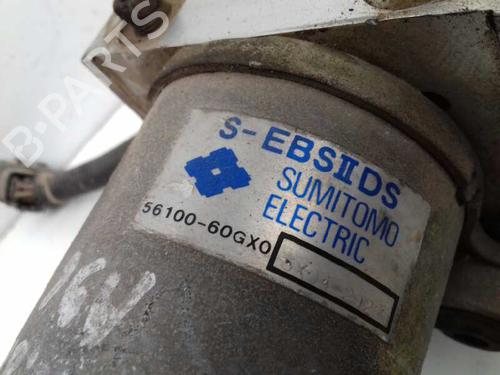 S-EBSIIDS
SUMITOMO
ELECTRIC
56100-60GX0
B-PARTS